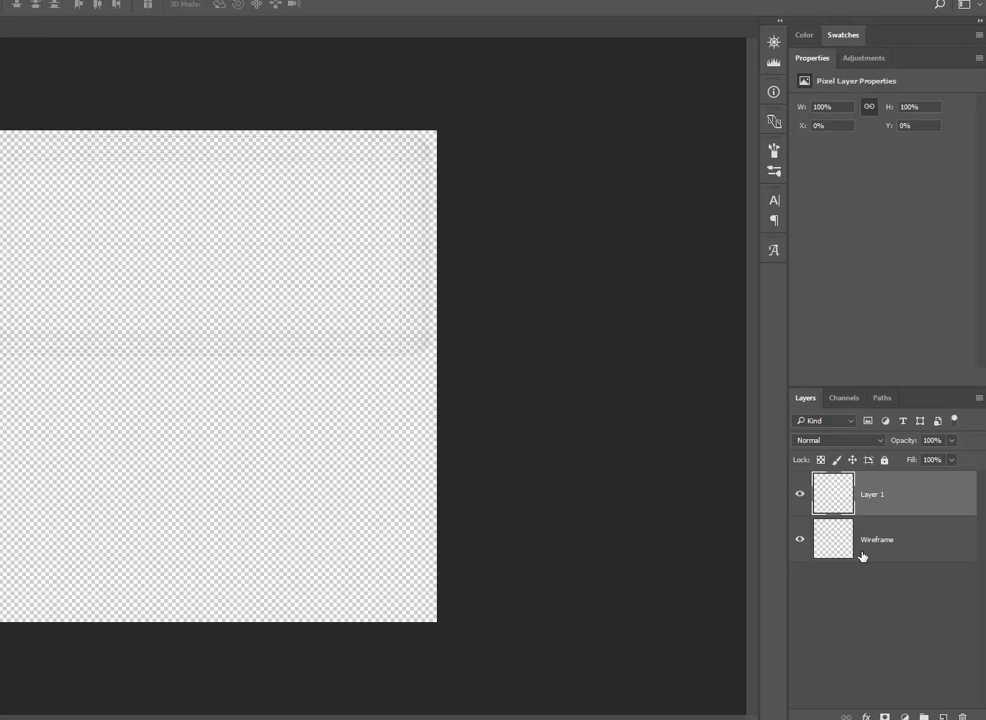 3D Mode:
Color Swatches
Properties Adjustments
Pixel Layer Properties
W: 100% H: 100%
X: 0% Y: 0%
A|
Layers Channels Paths
Kind T
Normal Opacity: 100%
Lock: Fill: 100%
Layer 1
Wireframe
fx